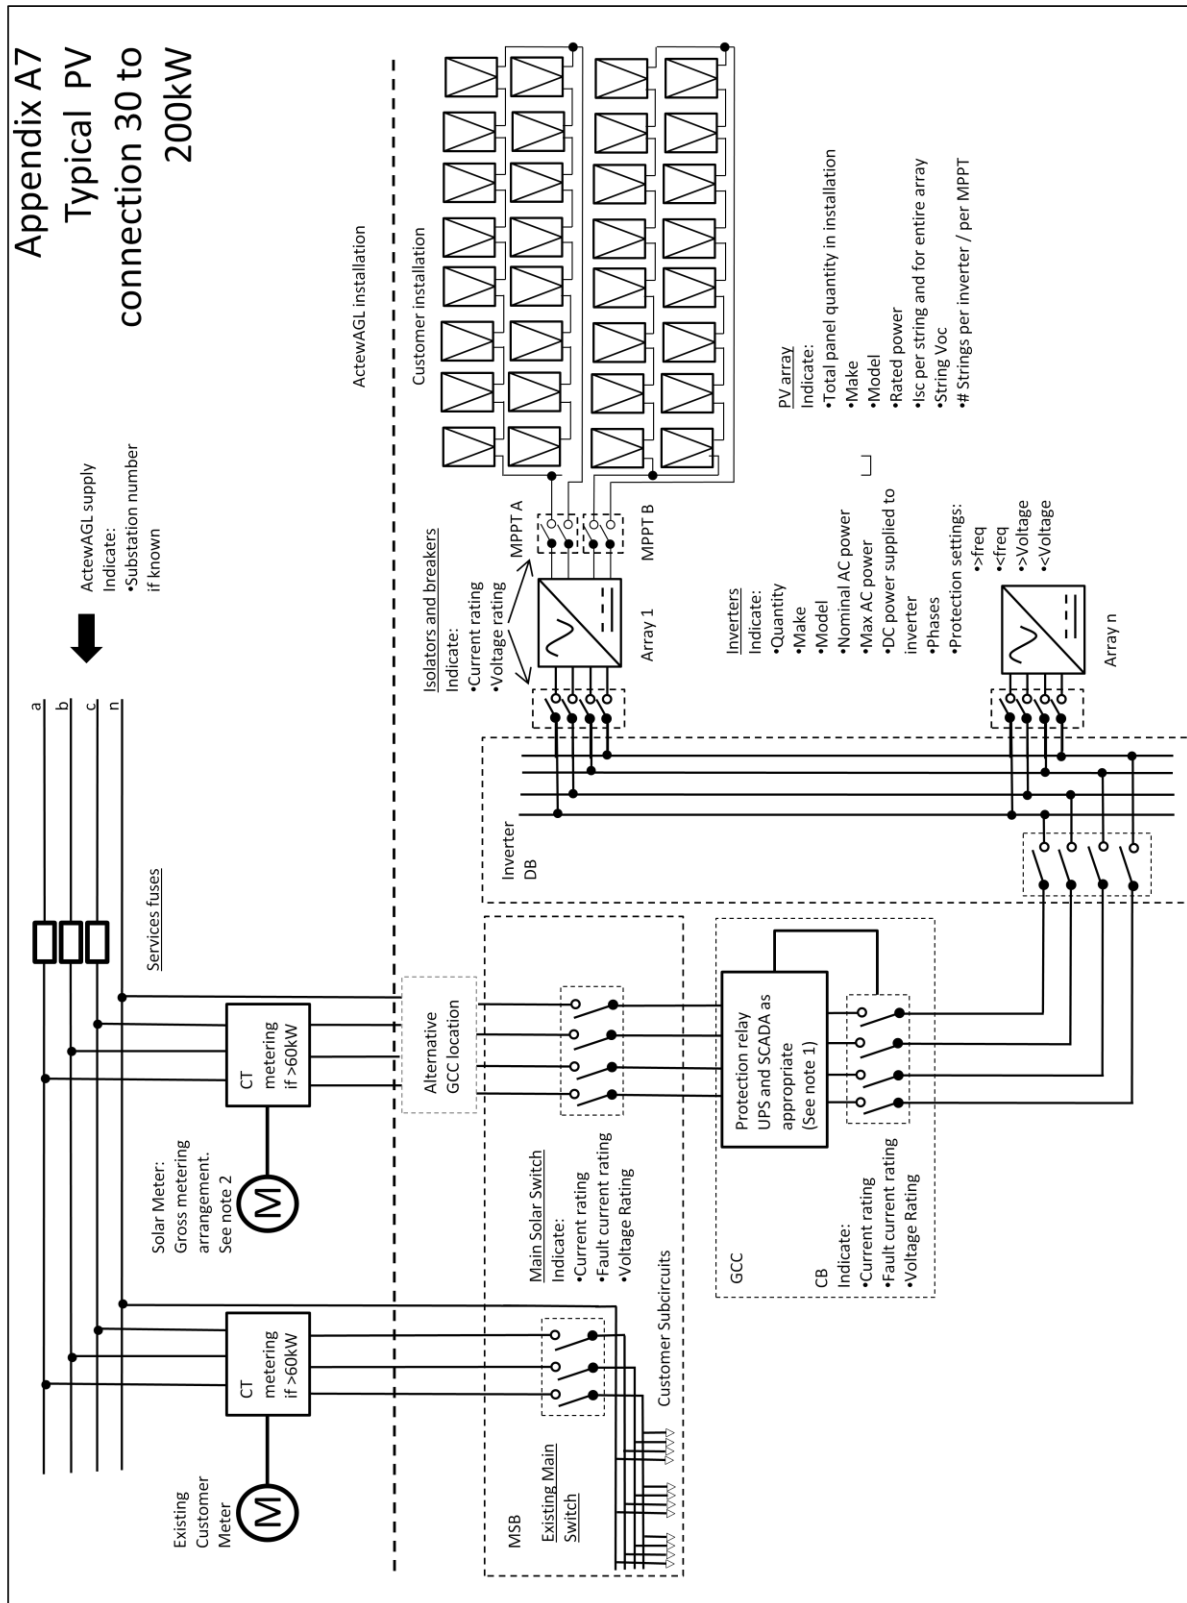 Appendix A7
Typical PV
connection 30 to
200kW
ActewAGL supply
Indicate:
•Substation number
if known
a
b
c
n
Services fuses
ActewAGL installation
Customer installation
Solar Meter:
Gross metering
arrangement.
See note 2
M
CT
metering
if >60kW
Existing
Customer
Meter
M
CT
metering
if >60kW
Alternative
GCC location
MSB
Existing Main
Switch
Main Solar Switch
Indicate:
•Current rating
•Fault current rating
•Voltage Rating
Customer Subcircuits
GCC
Protection relay
UPS and SCADA as
appropriate
(See note 1)
CB
Indicate:
•Current rating
•Fault current rating
•Voltage Rating
Inverter
DB
Isolators and breakers
Indicate:
•Current rating
•Voltage rating
MPPT A
MPPT B
Array 1
Inverters
Indicate:
•Quantity
•Make
•Model
•Nominal AC power
•Max AC power
•DC power supplied to
inverter
•Phases
•Protection settings:
•>freq
•<freq
•>Voltage
•<Voltage
Array n
PV array
Indicate:
•Total panel quantity in installation
•Make
•Model
•Rated power
•Isc per string and for entire array
•String Voc
•# Strings per inverter / per MPPT